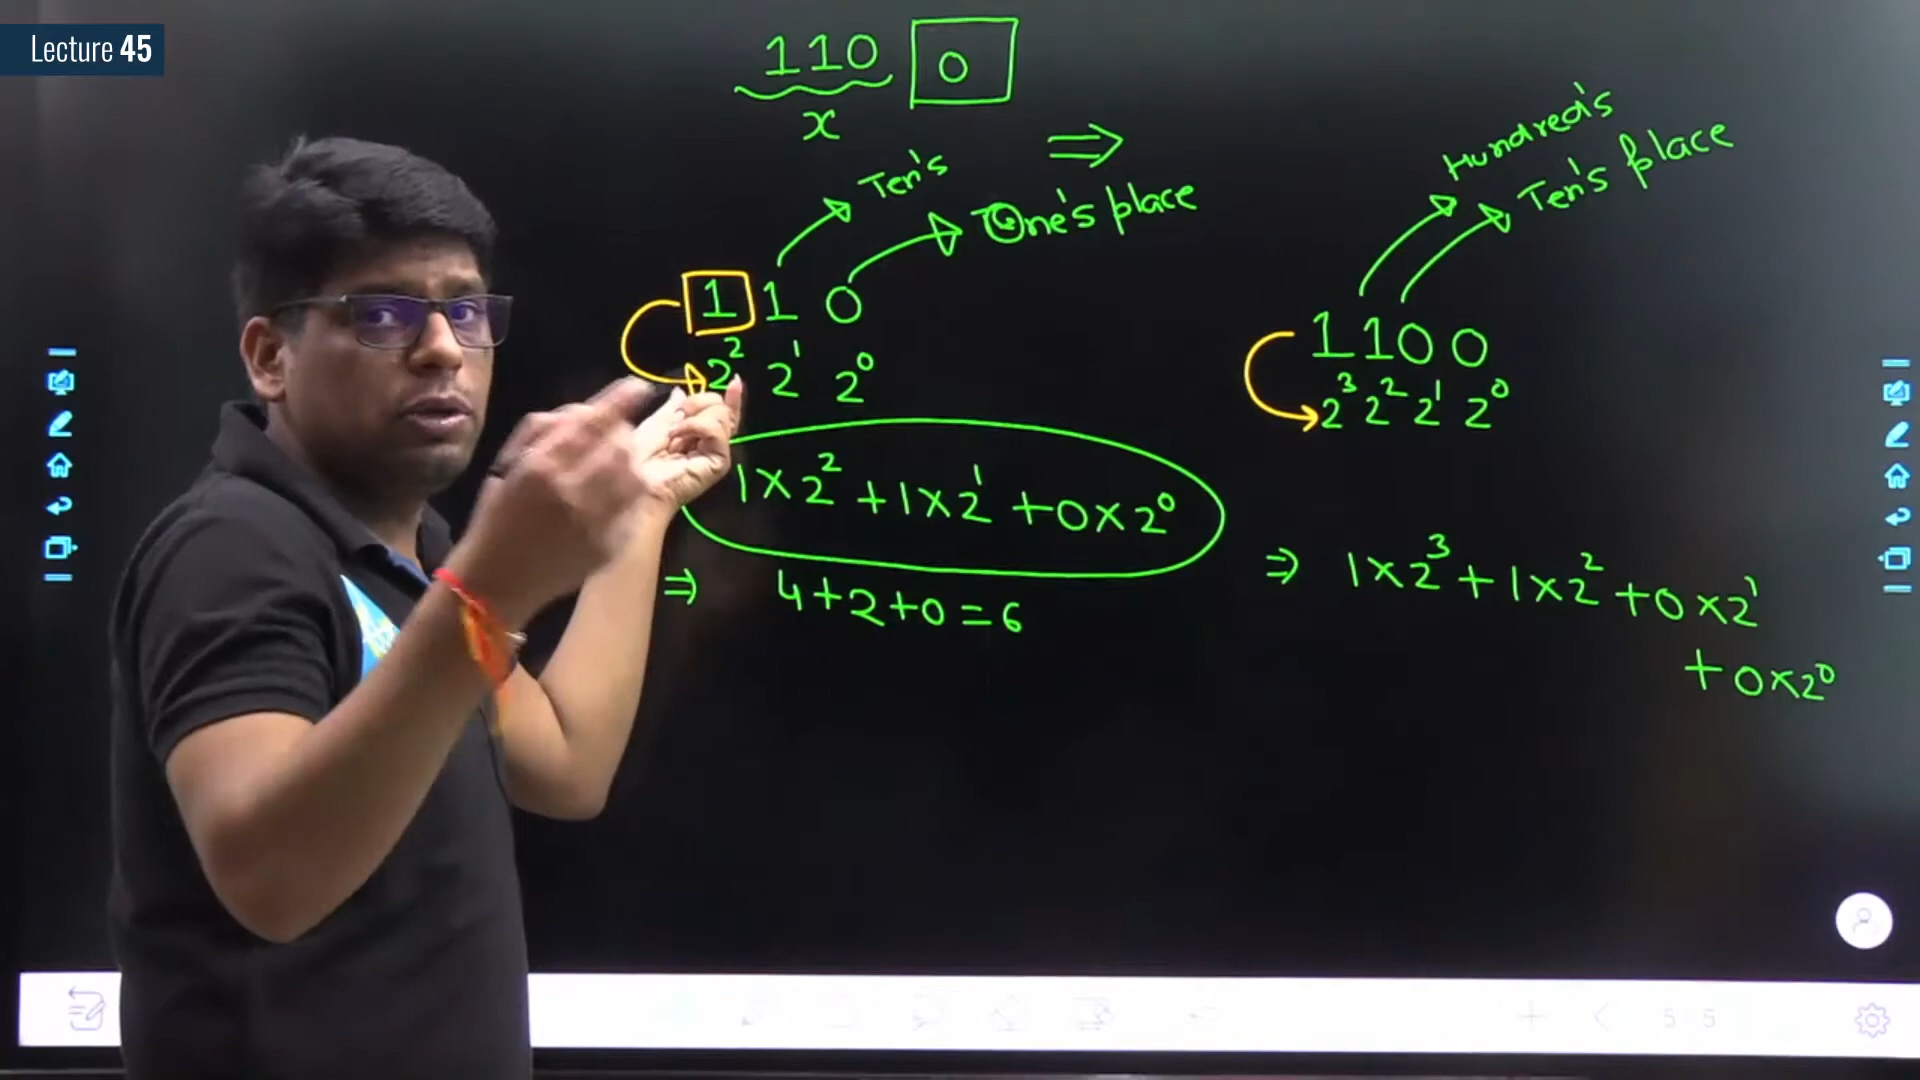 Lecture 45
110 0
x
⇒
Ten's
One's place
Hundred's
Ten's place
1 1 0
2² 2¹ 2⁰
1100
2³ 2² 2¹ 2⁰
1×2² + 1×2¹ + 0×2⁰
⇒ 4+2+0=6
⇒ 1×2³ + 1×2² + 0×2¹
+ 0×2⁰
5 5